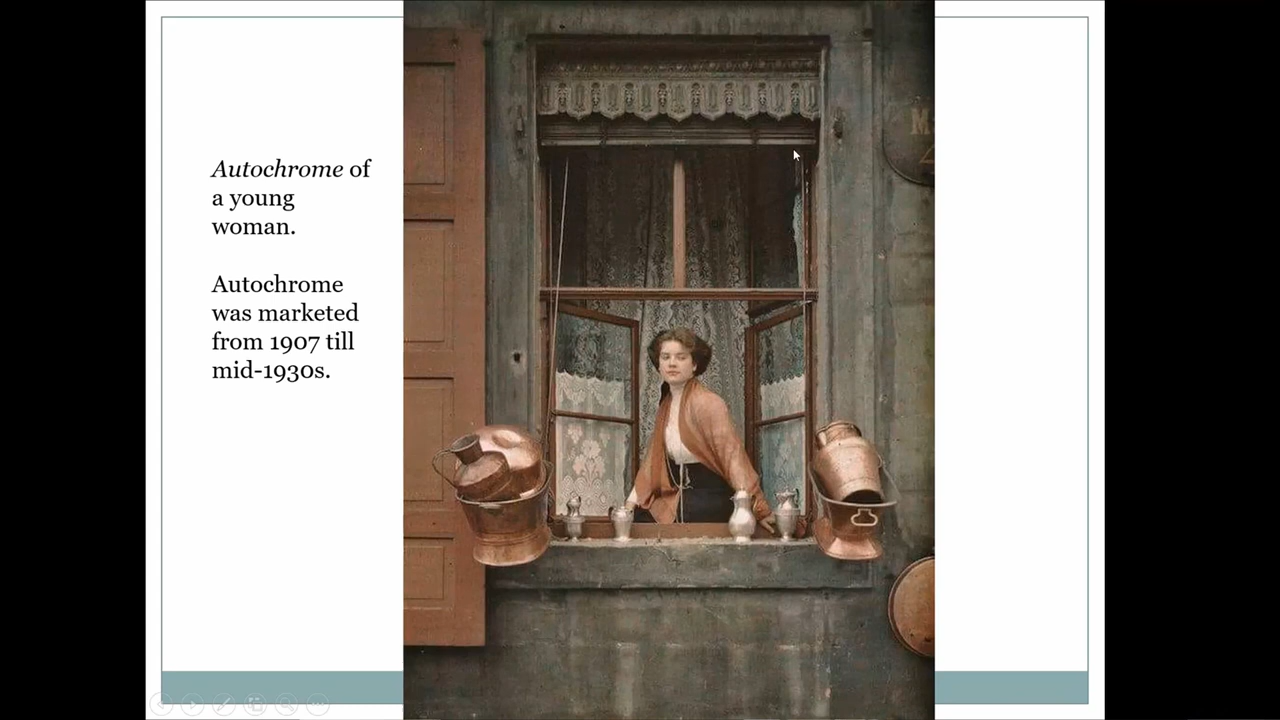 Autochrome of
a young
woman.
Autochrome
was marketed
from 1907 till
mid-1930s.